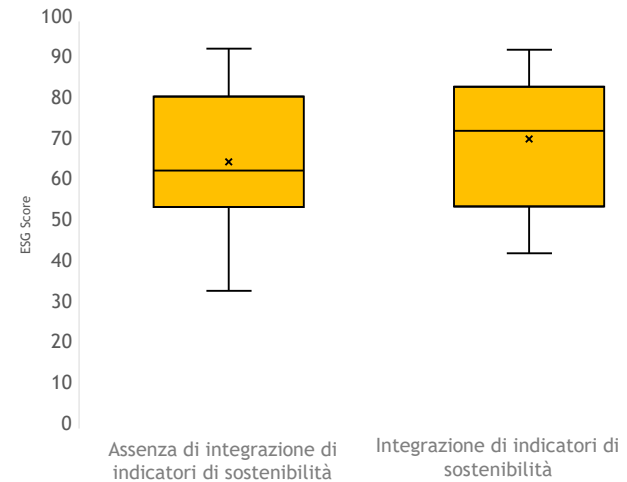 100
90
80
70
60
50
40
30
20
10
0
ESG Score
Assenza di integrazione di
indicatori di sostenibilità
Integrazione di indicatori di
sostenibilità